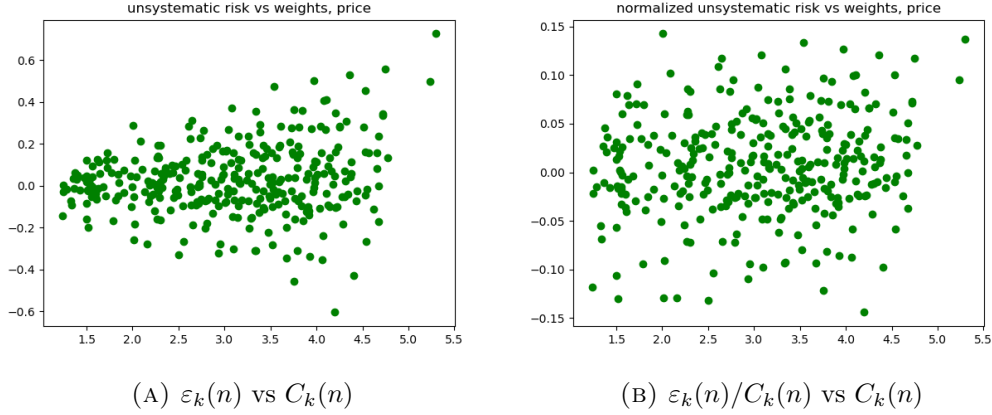 unsystematic risk vs weights, price
0.6
0.4
0.2
0.0
−0.2
−0.4
−0.6
1.5 2.0 2.5 3.0 3.5 4.0 4.5 5.0 5.5
(A) εₖ(n) vs Cₖ(n)
normalized unsystematic risk vs weights, price
0.15
0.10
0.05
0.00
−0.05
−0.10
−0.15
1.5 2.0 2.5 3.0 3.5 4.0 4.5 5.0 5.5
(B) εₖ(n)/Cₖ(n) vs Cₖ(n)